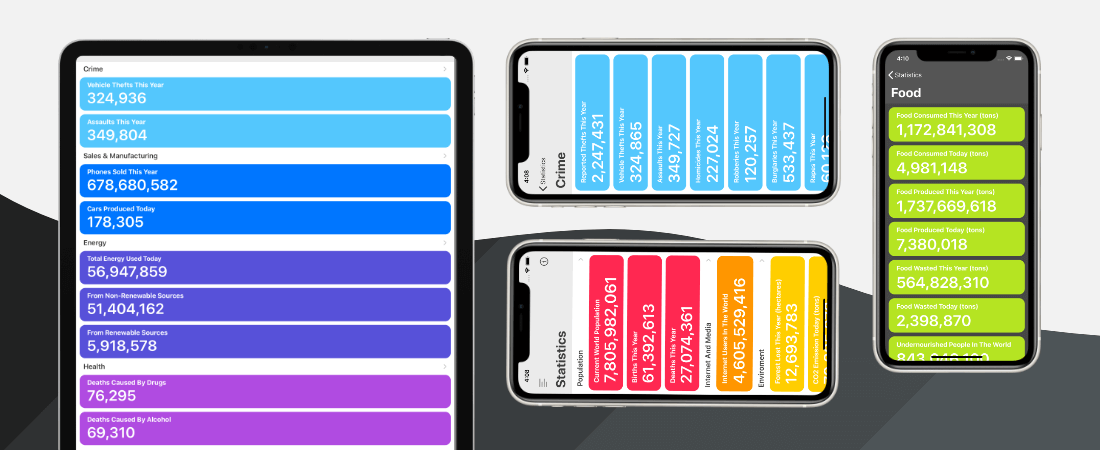 Crime
Vehicle Thefts This Year
324,936
Assaults This Year
349,804
Sales & Manufacturing
Phones Sold This Year
678,680,582
Cars Produced Today
178,305
Energy
Total Energy Used Today
56,947,859
From Non-Renewable Sources
51,404,162
From Renewable Sources
5,918,578
Health
Deaths Caused By Drugs
76,295
Deaths Caused By Alcohol
69,310
4:08
Statistics
Crime
Reported Thefts This Year
2,247,431
Vehicle Thefts This Year
324,865
Assaults This Year
349,727
Homicides This Year
227,024
Robberies This Year
120,257
Burglaries This Year
533,437
Rapes This Year
4:08
Statistics
Population
Current World Population
7,805,982,061
Births This Year
61,392,613
Deaths This Year
27,074,361
Internet And Media
Internet Users In The World
4,605,529,416
Enviroment
Forest Lost This Year (hectares)
12,693,783
CO2 Emission Today (tons)
4:10
Statistics
Food
Food Consumed This Year (tons)
1,172,841,308
Food Consumed Today (tons)
4,981,148
Food Produced This Year (tons)
1,737,669,618
Food Produced Today (tons)
7,380,018
Food Wasted This Year (tons)
564,828,310
Food Wasted Today (tons)
2,398,870
Undernourished People In The World